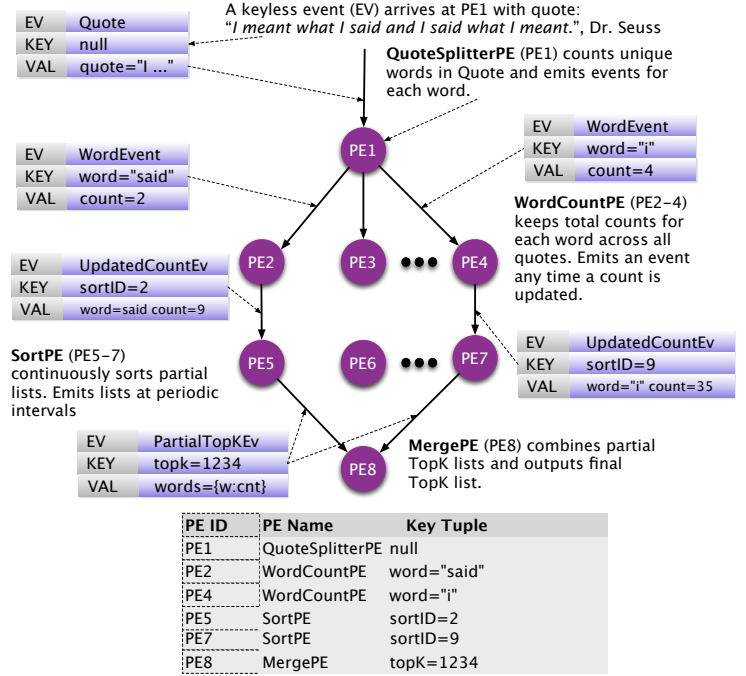 A keyless event (EV) arrives at PE1 with quote:
“I meant what I said and I said what I meant.”, Dr. Seuss
EV Quote
KEY null
VAL quote="I ..."
QuoteSplitterPE (PE1) counts unique
words in Quote and emits events for
each word.
PE1
EV WordEvent
KEY word="i"
VAL count=4
EV WordEvent
KEY word="said"
VAL count=2
WordCountPE (PE2-4)
keeps total counts for
each word across all
quotes. Emits an event
any time a count is
updated.
PE2
PE3
PE4
EV UpdatedCountEv
KEY sortID=2
VAL word=said count=9
EV UpdatedCountEv
KEY sortID=9
VAL word="i" count=35
SortPE (PE5-7)
continuously sorts partial
lists. Emits lists at periodic
intervals
PE5
PE6
PE7
EV PartialTopKEv
KEY topk=1234
VAL words={w:cnt}
PE8
MergePE (PE8) combines partial
TopK lists and outputs final
TopK list.
PE ID PE Name Key Tuple
PE1 QuoteSplitterPE null
PE2 WordCountPE word="said"
PE4 WordCountPE word="i"
PE5 SortPE sortID=2
PE7 SortPE sortID=9
PE8 MergePE topK=1234